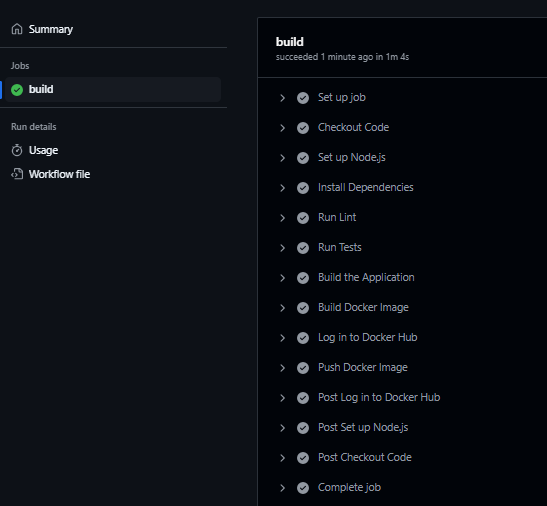 Summary
Jobs
build
Run details
Usage
Workflow file
build
succeeded 1 minute ago in 1m 4s
Set up job
Checkout Code
Set up Node.js
Install Dependencies
Run Lint
Run Tests
Build the Application
Build Docker Image
Log in to Docker Hub
Push Docker Image
Post Log in to Docker Hub
Post Set up Node.js
Post Checkout Code
Complete job